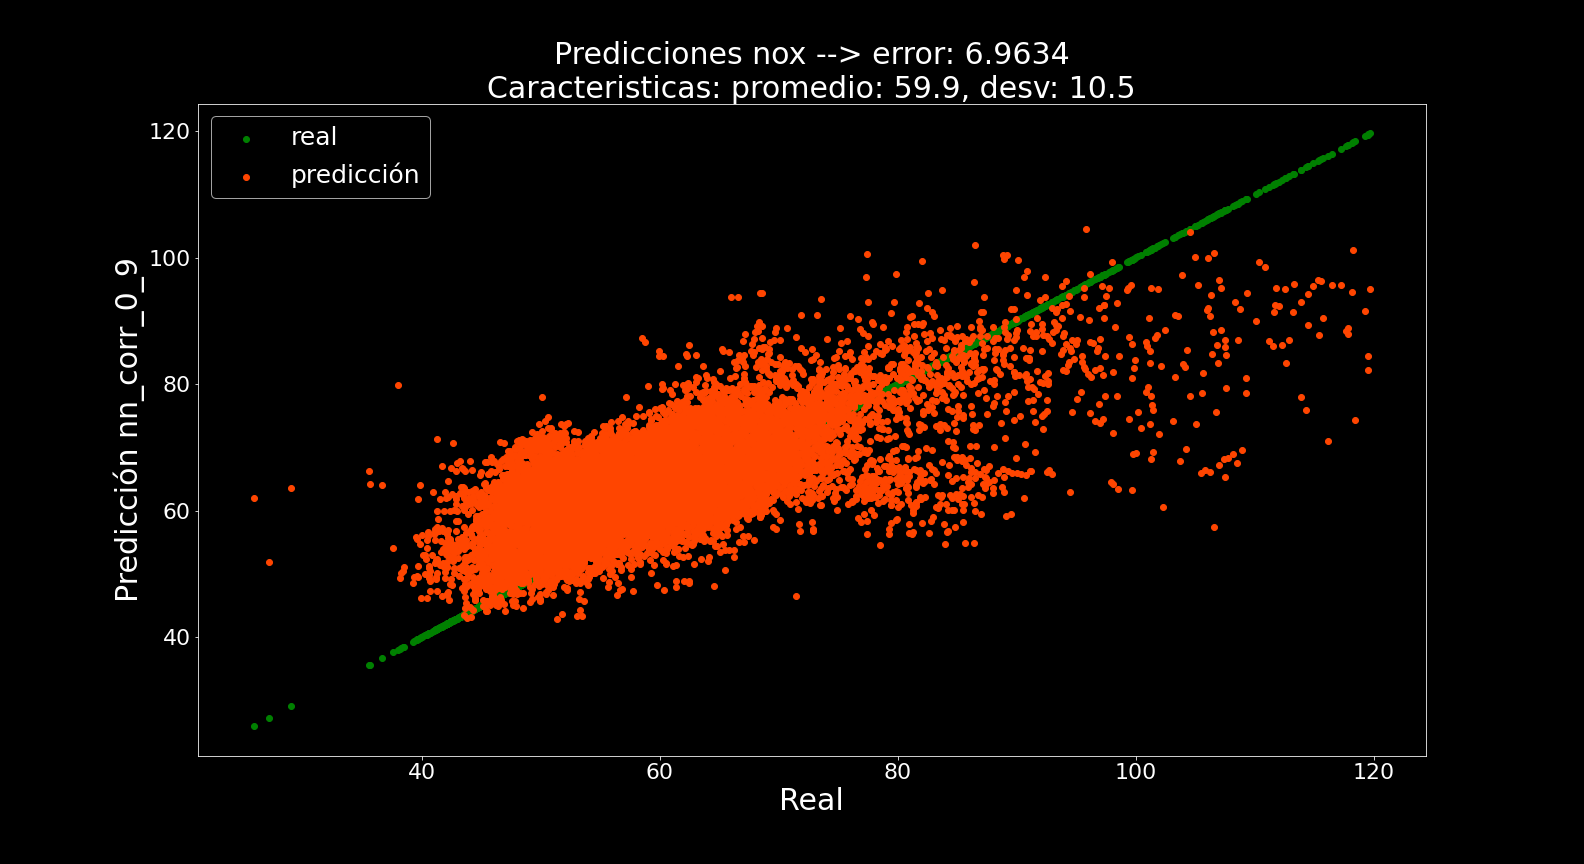 Predicciones nox --> error: 6.9634
Caracteristicas: promedio: 59.9, desv: 10.5
real
predicción
120
100
80
60
40
Predicción nn_corr_0_9
40 60 80 100 120
Real